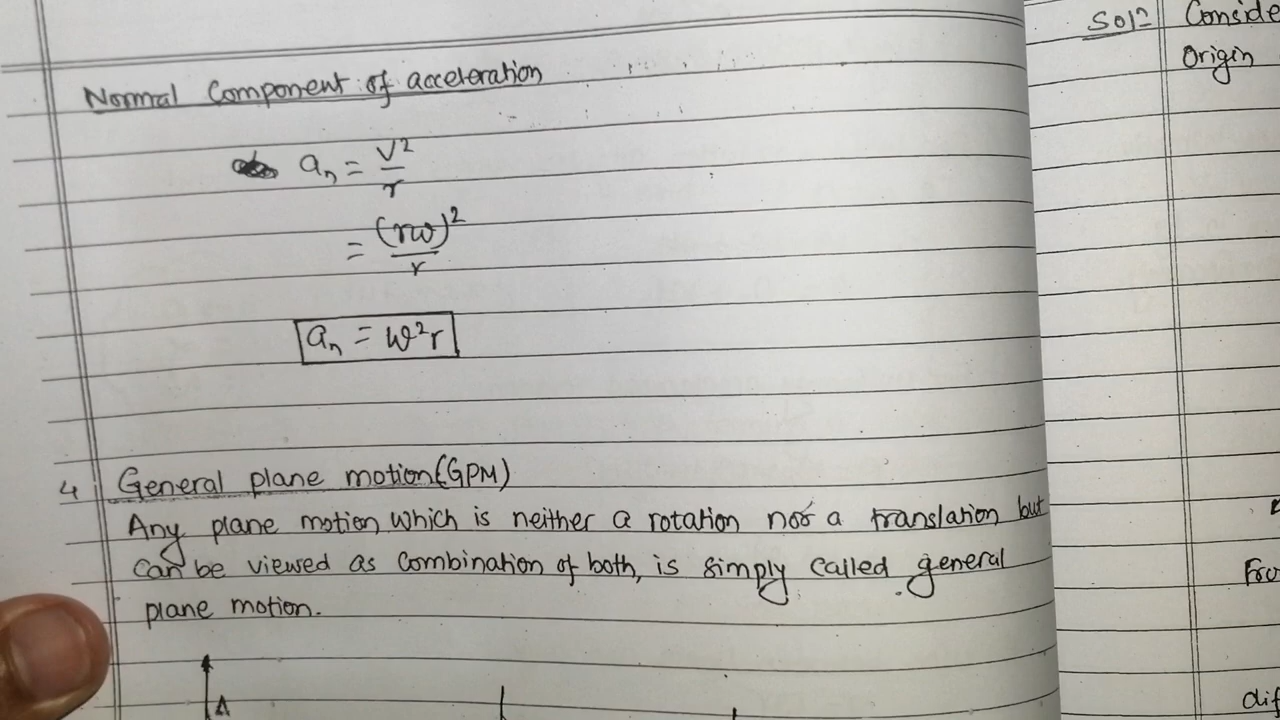 Normal Component of acceleration
aₙ = V²/r
= (rω)²/r
aₙ = ω²r
4 General plane motion(GPM)
Any plane motion which is neither a rotation nor a translation but
can be viewed as combination of both, is simply called general
plane motion.
A
Solⁿ
Conside
Origin
Fro
dif